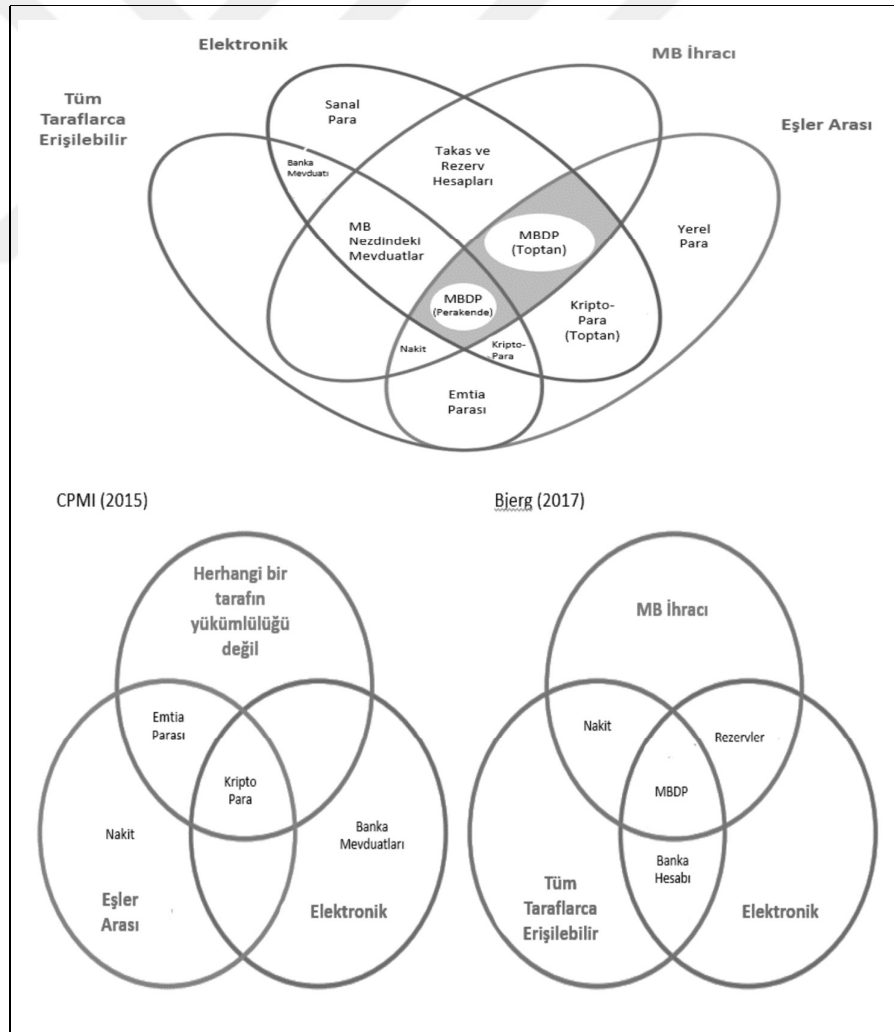 Elektronik
MB İhracı
Tüm
Taraflarca
Erişilebilir
Eşler Arası
Sanal
Para
Banka
Mevduatı
Takas ve
Rezerv
Hesapları
MB
Nezdindeki
Mevduatlar
MBDP
(Toptan)
Yerel
Para
MBDP
(Perakende)
Kripto-
Para
(Toptan)
Nakit
Kripto-
Para
Emtia
Parası
CPMI (2015)
Herhangi bir
tarafın
yükümlülüğü
değil
Emtia
Parası
Kripto
Para
Nakit
Banka
Mevduatları
Eşler
Arası
Elektronik
Bjerg (2017)
MB İhracı
Nakit
Rezervler
MBDP
Banka
Hesabı
Tüm
Taraflarca
Erişilebilir
Elektronik